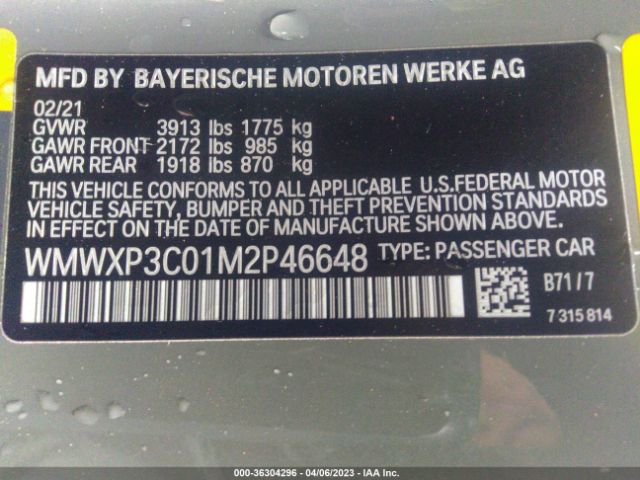 MFD BY BAYERISCHE MOTOREN WERKE AG
02/21
GVWR 3913 lbs 1775 kg
GAWR FRONT 2172 lbs 985 kg
GAWR REAR 1918 lbs 870 kg
THIS VEHICLE CONFORMS TO ALL APPLICABLE U.S.FEDERAL MOTOR
VEHICLE SAFETY, BUMPER AND THEFT PREVENTION STANDARDS
IN EFFECT ON THE DATE OF MANUFACTURE SHOWN ABOVE.
WMWXP3C01M2P46648 TYPE: PASSENGER CAR
B71/7
7 315 814
000-36304296 - 04/06/2023 - IAA Inc.